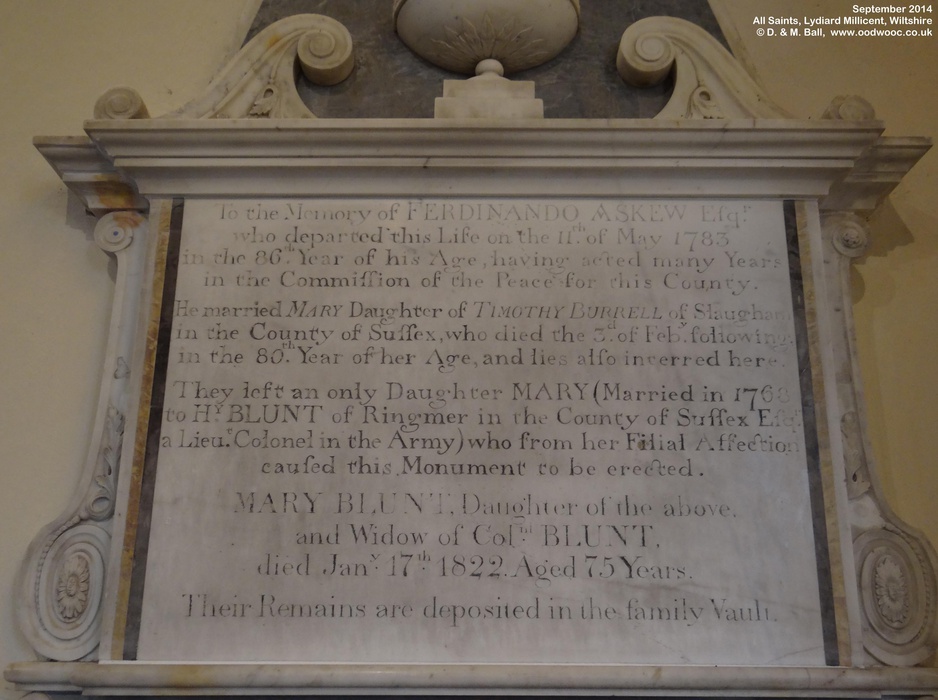 September 2014
All Saints, Lydiard Millicent, Wiltshire
© D. & M. Ball, www.oodwooc.co.uk
To the Memory of FERDINANDO ASKEW Eſqr.
who departed this Life on the 11th. of May 1783
in the 86th. Year of his Age, having acted many Years
in the Commiſſion of the Peace for this County.
He married MARY Daughter of TIMOTHY BURRELL of Slaugham
in the County of Suſſex, who died the 3d. of Feby. following,
in the 80th. Year of her Age, and lies alſo interred here.
They left an only Daughter MARY (Married in
to Hy. BLUNT of Ringmer in the County of Suſſex Eſqr.
a Lieut. Colonel in the Army) who from her Filial Affection
cauſed this Monument to be erected.
MARY BLUNT, Daughter of the above,
and Widow of Colnl. BLUNT,
died Jany. 17th. 1822. Aged 75 Years.
Their Remains are deposited in the family Vault.